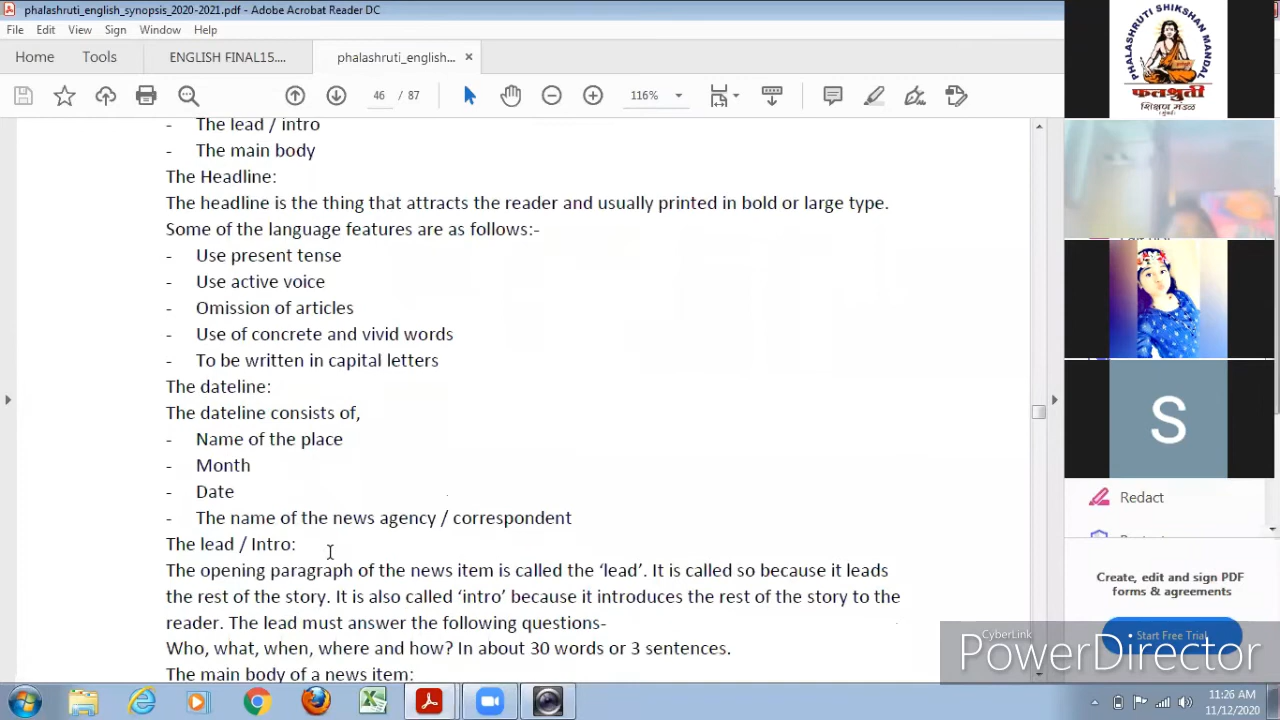 phalashruti_english_synopsis_2020-2021.pdf - Adobe Acrobat Reader DC
File Edit View Sign Window Help
Home Tools ENGLISH FINAL15.... phalashruti_english... ×
46 / 87 116%
- The lead / intro
- The main body
The Headline:
The headline is the thing that attracts the reader and usually printed in bold or large type.
Some of the language features are as follows:-
- Use present tense
- Use active voice
- Omission of articles
- Use of concrete and vivid words
- To be written in capital letters
The dateline:
The dateline consists of,
- Name of the place
- Month
- Date
- The name of the news agency / correspondent
The lead / Intro:
The opening paragraph of the news item is called the ‘lead’. It is called so because it leads
the rest of the story. It is also called ‘intro’ because it introduces the rest of the story to the
reader. The lead must answer the following questions-
Who, what, when, where and how? In about 30 words or 3 sentences.
The main body of a news item:
PHALASHRUTI SHIKSHAN MANDAL
फलश्रुती
शिक्षण मंडळ
S
Redact
Create, edit and sign PDF
forms & agreements
Start Free Trial
CyberLink
PowerDirector
11:26 AM
11/12/2020